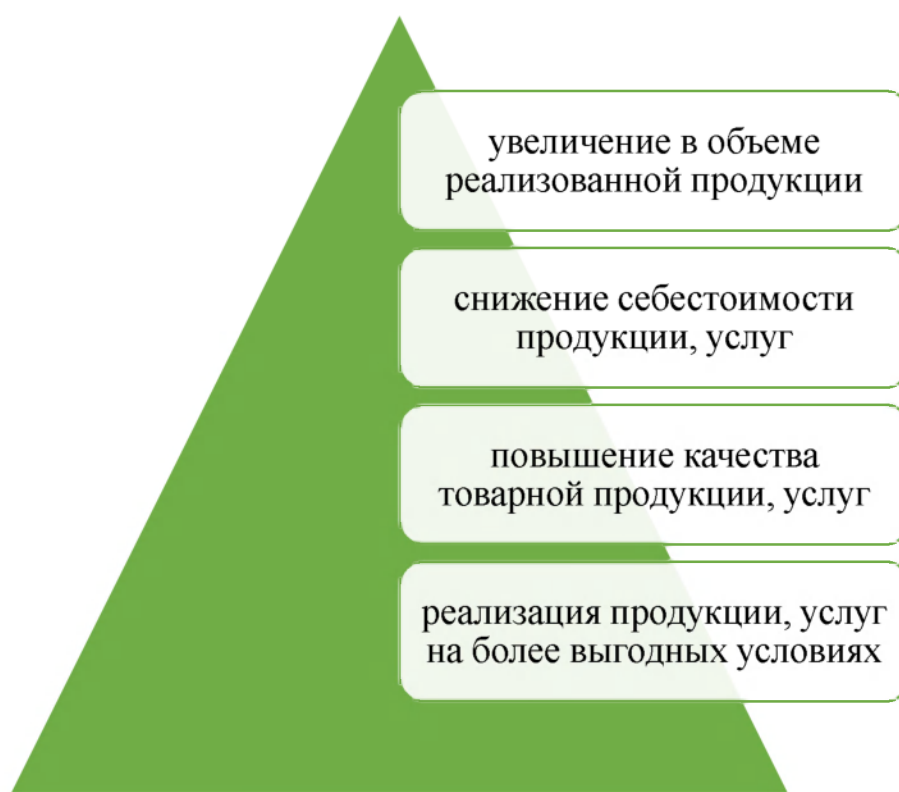 увеличение в объеме
реализованной продукции
снижение себестоимости
продукции, услуг
повышение качества
товарной продукции, услуг
реализация продукции, услуг
на более выгодных условиях